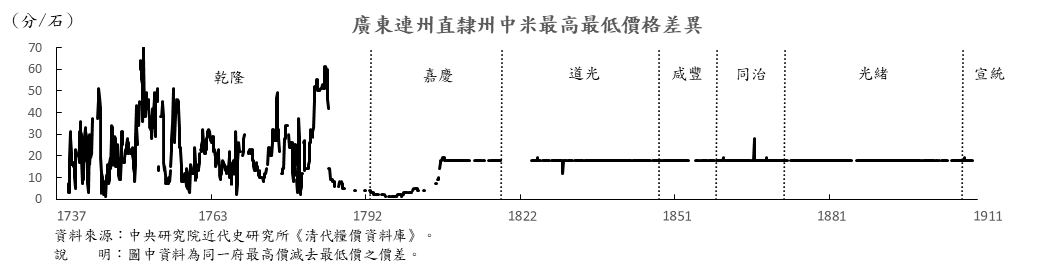 (分/石)
廣東連州直隸州中米最高最低價格差異
70
60
50
40
30
20
10
0
乾隆
嘉慶
道光
咸豐
同治
光緒
宣統
1737
1763
1792
1822
1851
1881
1911
資料來源：中央研究院近代史研究所《清代糧價資料庫》。
說　　明：圖中資料為同一府最高價減去最低價之價差。